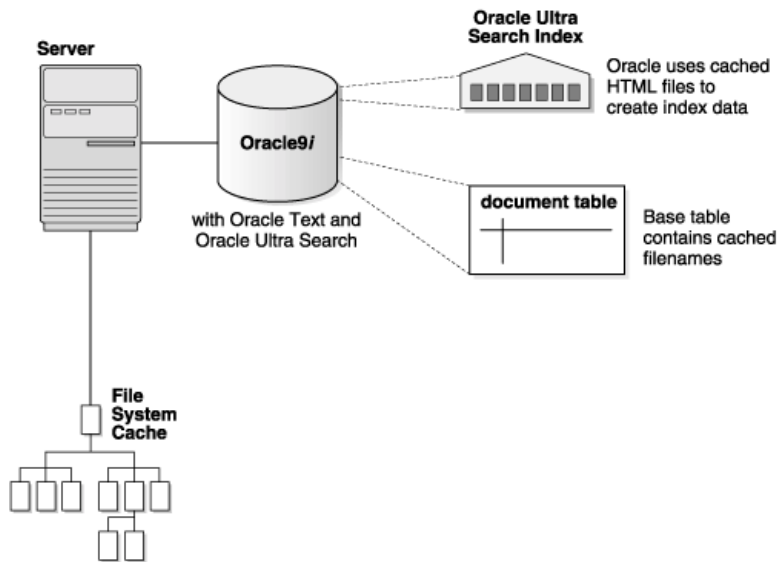 Server
Oracle9i
with Oracle Text and
Oracle Ultra Search
Oracle Ultra
Search Index
Oracle uses cached
HTML files to
create index data
document table
Base table
contains cached
filenames
File
System
Cache